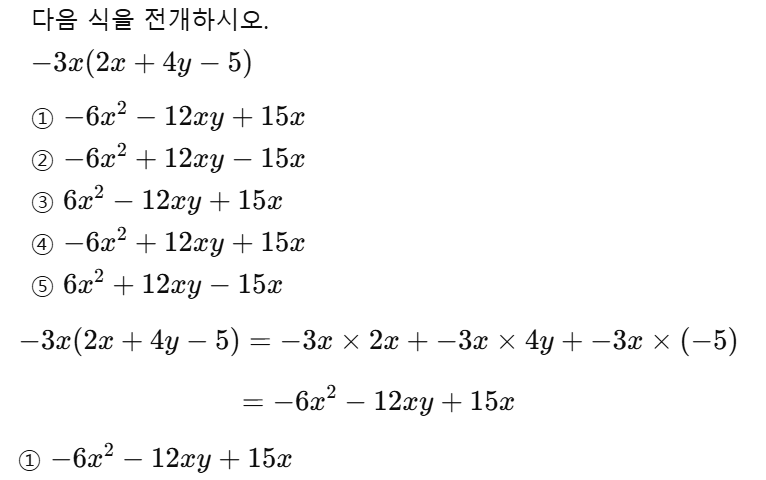 다음 식을 전개하시오.
−3x(2x + 4y − 5)
① −6x² − 12xy + 15x
② −6x² + 12xy − 15x
③ 6x² − 12xy + 15x
④ −6x² + 12xy + 15x
⑤ 6x² + 12xy − 15x
−3x(2x + 4y − 5) = −3x × 2x + −3x × 4y + −3x × (−5)
= −6x² − 12xy + 15x
① −6x² − 12xy + 15x